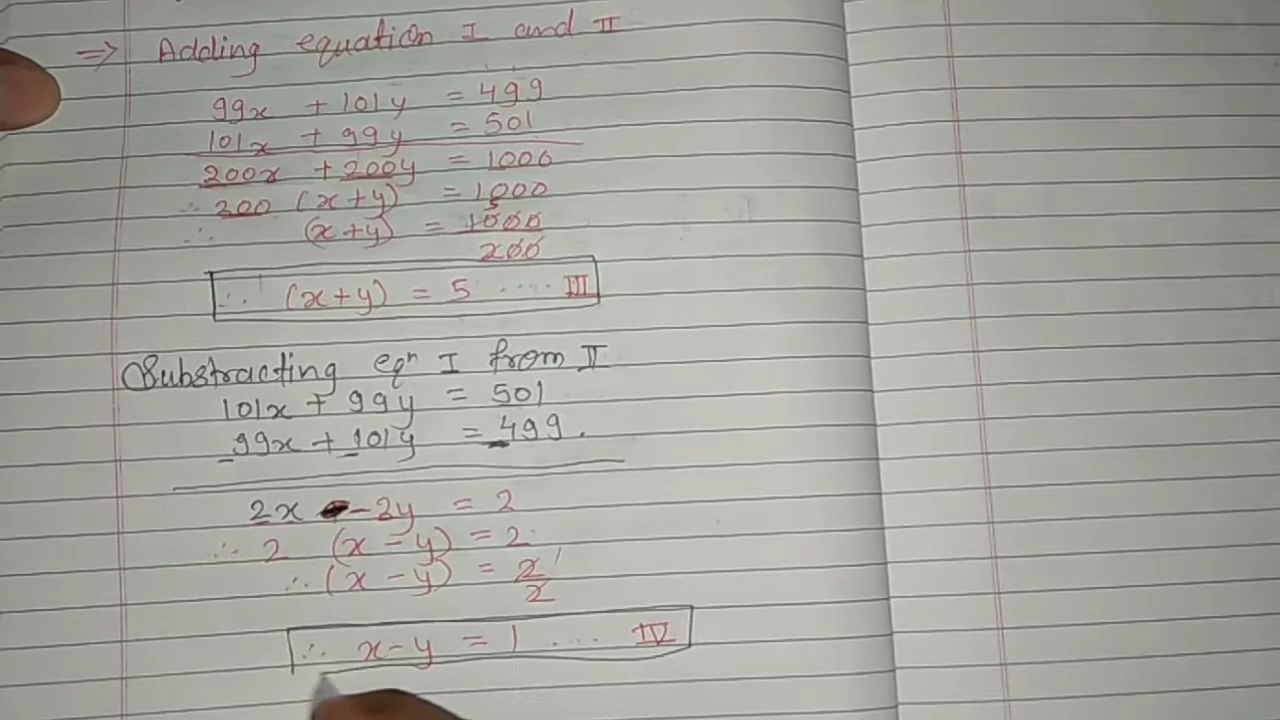 ⇒ Adding equation I and II
99x + 101y = 499
101x + 99y = 501
200x + 200y = 1000
∴ 200 (x+y) = 1000
∴ (x+y) = 1000 5
200
∴ (x+y) = 5 .... III
Substracting eqⁿ I from II
101x + 99y = 501
99x + 101y = 499.
2x - 2y = 2
∴ 2 (x - y) = 2
∴ (x - y) = 2 1
2
∴ x-y = 1 .... IV